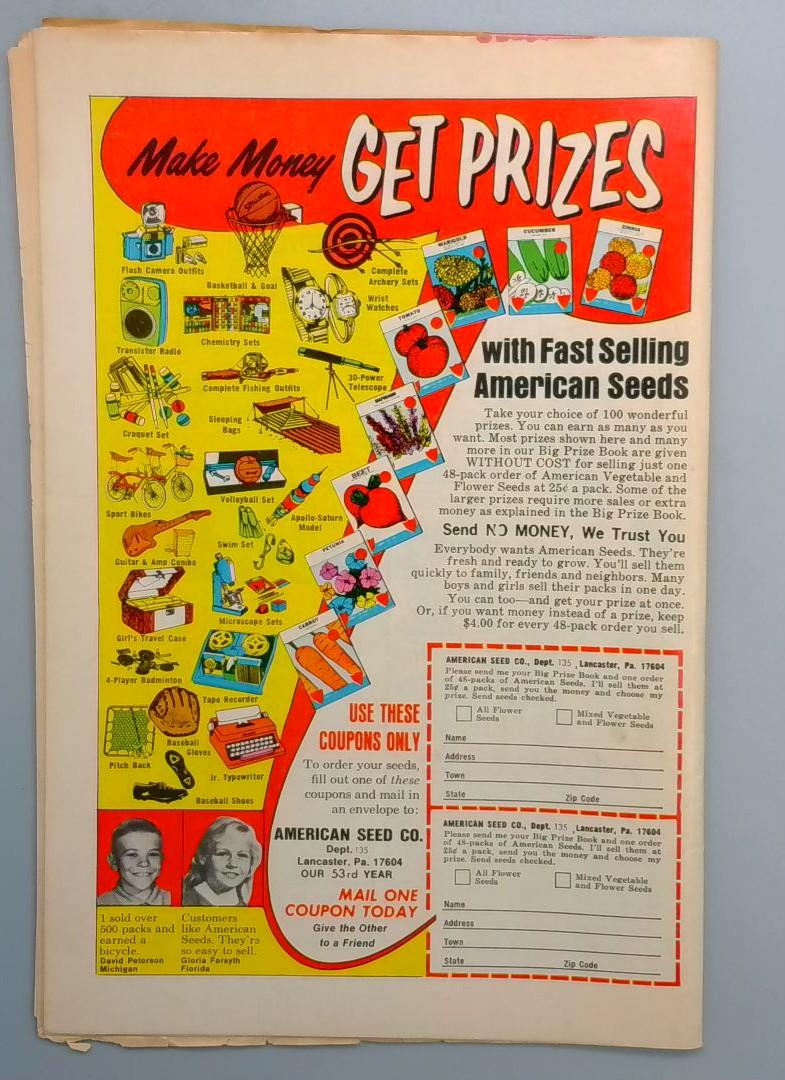 Make Money GET PRIZES
SPALDING
Flash Camera Outfits
Basketball & Goal
Complete
Archery Sets
Wrist
Watches
Transistor Radio
Chemistry Sets
Complete Fishing Outfits
30-Power
Telescope
Croquet Set
Sleeping
Bags
Sport Bikes
Volleyball Set
Apollo-Saturn
Model
Swim Set
Guitar & Amp Combo
Microscope Sets
Girl's Travel Case
4-Player Badminton
Tape Recorder
Pitch Back
Baseball
Gloves
Jr. Typewriter
Baseball Shoes
MARIGOLD
CUCUMBER
ZINNIA
TOMATO
BEET
PETUNIA
CARROT
with Fast Selling
American Seeds
Take your choice of 100 wonderful
prizes. You can earn as many as you
want. Most prizes shown here and many
more in our Big Prize Book are given
WITHOUT COST for selling just one
48-pack order of American Vegetable and
Flower Seeds at 25¢ a pack. Some of the
larger prizes require more sales or extra
money as explained in the Big Prize Book.
Send NO MONEY, We Trust You
Everybody wants American Seeds. They're
fresh and ready to grow. You'll sell them
quickly to family, friends and neighbors. Many
boys and girls sell their packs in one day.
You can too—and get your prize at once.
Or, if you want money instead of a prize, keep
$4.00 for every 48-pack order you sell.
USE THESE
COUPONS ONLY
To order your seeds,
fill out one of these
coupons and mail in
an envelope to:
AMERICAN SEED CO.
Dept. 135
Lancaster, Pa. 17604
OUR 53rd YEAR
MAIL ONE
COUPON TODAY
Give the Other
to a Friend
1 sold over
500 packs and
earned a
bicycle.
David Peterson
Michigan
Customers
like American
Seeds. They're
so easy to sell.
Gloria Forsyth
Florida
AMERICAN SEED CO., Dept. 135, Lancaster, Pa. 17604
Please send me your Big Prize Book and one order
of 48-packs of American Seeds. I'll sell them at
25¢ a pack, send you the money and choose my
prize. Send seeds checked.
All Flower
Seeds
Mixed Vegetable
and Flower Seeds
Name
Address
Town
State Zip Code
AMERICAN SEED CO., Dept. 135, Lancaster, Pa. 17604
Please send me your Big Prize Book and one order
of 48-packs of American Seeds. I'll sell them at
25¢ a pack, send you the money and choose my
prize. Send seeds checked.
All Flower
Seeds
Mixed Vegetable
and Flower Seeds
Name
Address
Town
State Zip Code